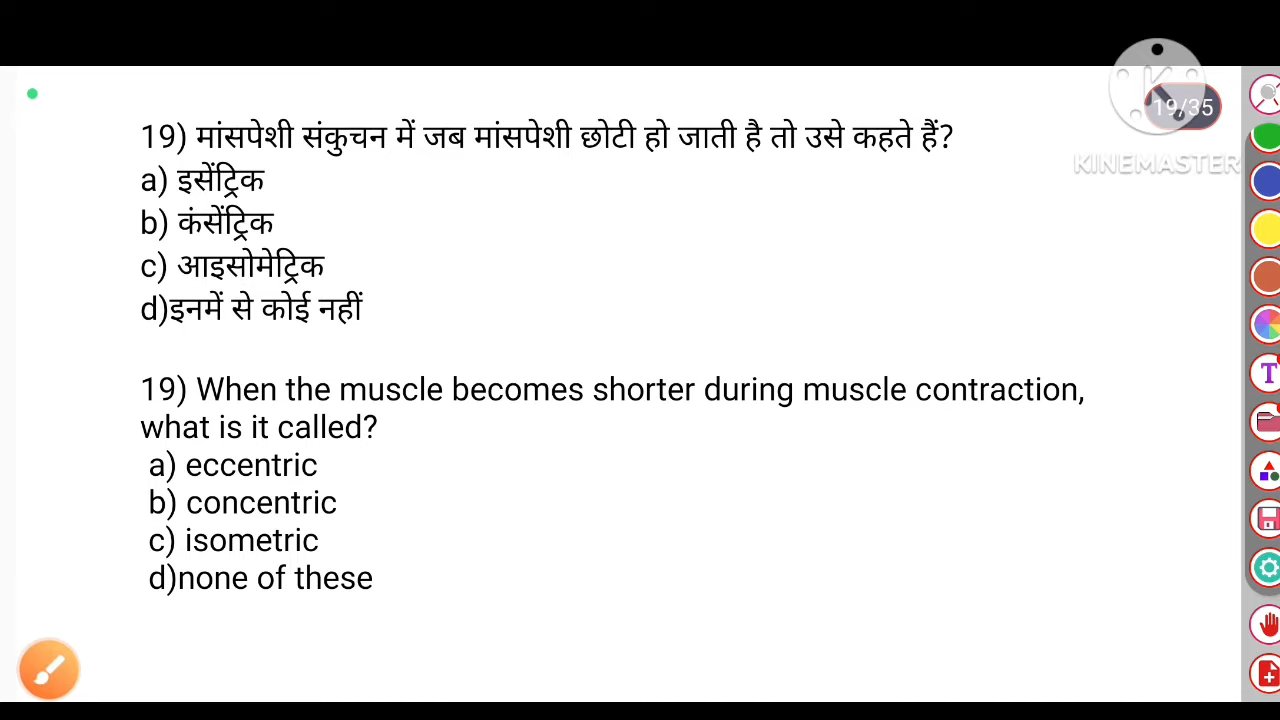 19/35
KINEMASTER
19) मांसपेशी संकुचन में जब मांसपेशी छोटी हो जाती है तो उसे कहते हैं?
a) इसेंट्रिक
b) कंसेंट्रिक
c) आइसोमेट्रिक
d)इनमें से कोई नहीं
19) When the muscle becomes shorter during muscle contraction,
what is it called?
a) eccentric
b) concentric
c) isometric
d)none of these
T